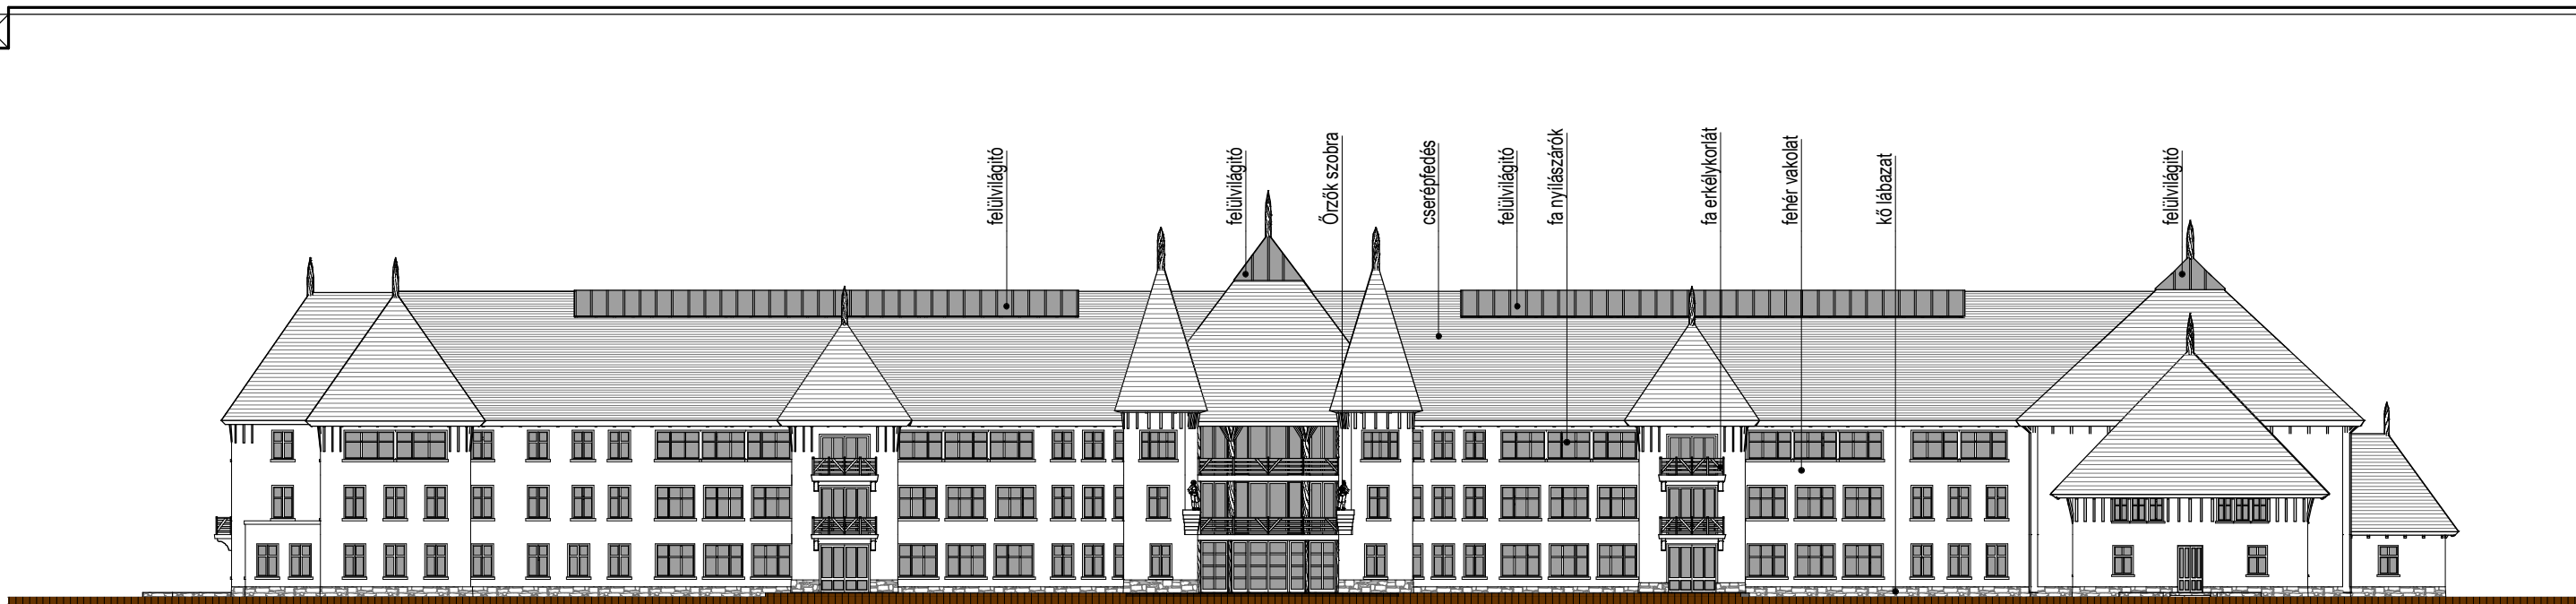 felülvilágító
felülvilágító
Őrzők szobra
cserépfedés
felülvilágító
fa nyílászárók
fa erkélykorlát
fehér vakolat
kő lábazat
felülvilágító